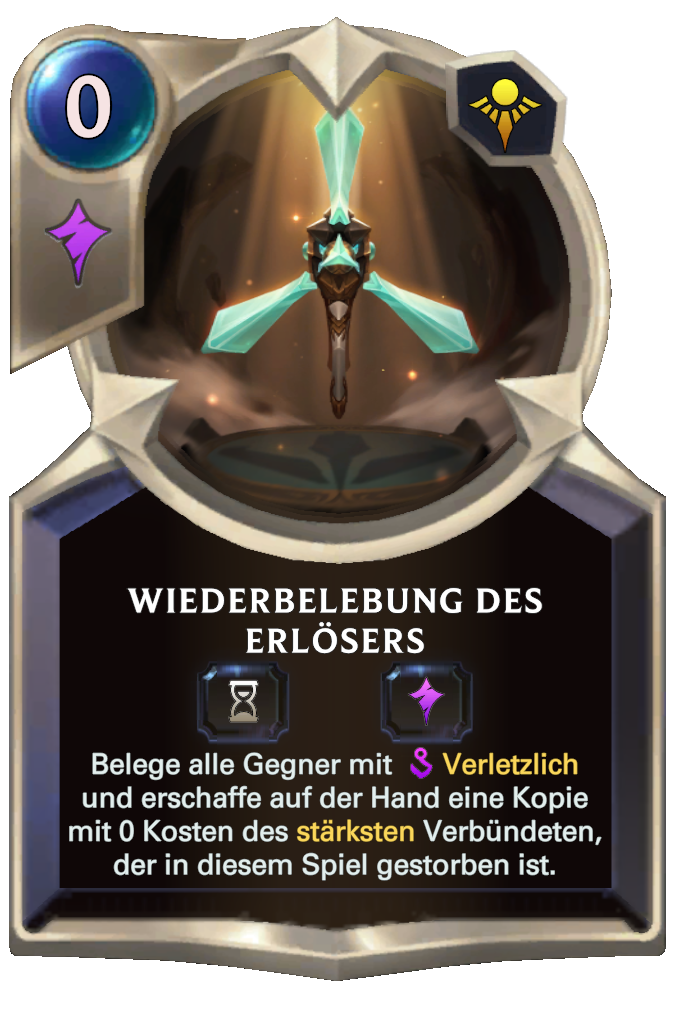 0
WIEDERBELEBUNG DES
ERLÖSERS
Belege alle Gegner mit Verletzlich
und erschaffe auf der Hand eine Kopie
mit 0 Kosten des stärksten Verbündeten,
der in diesem Spiel gestorben ist.